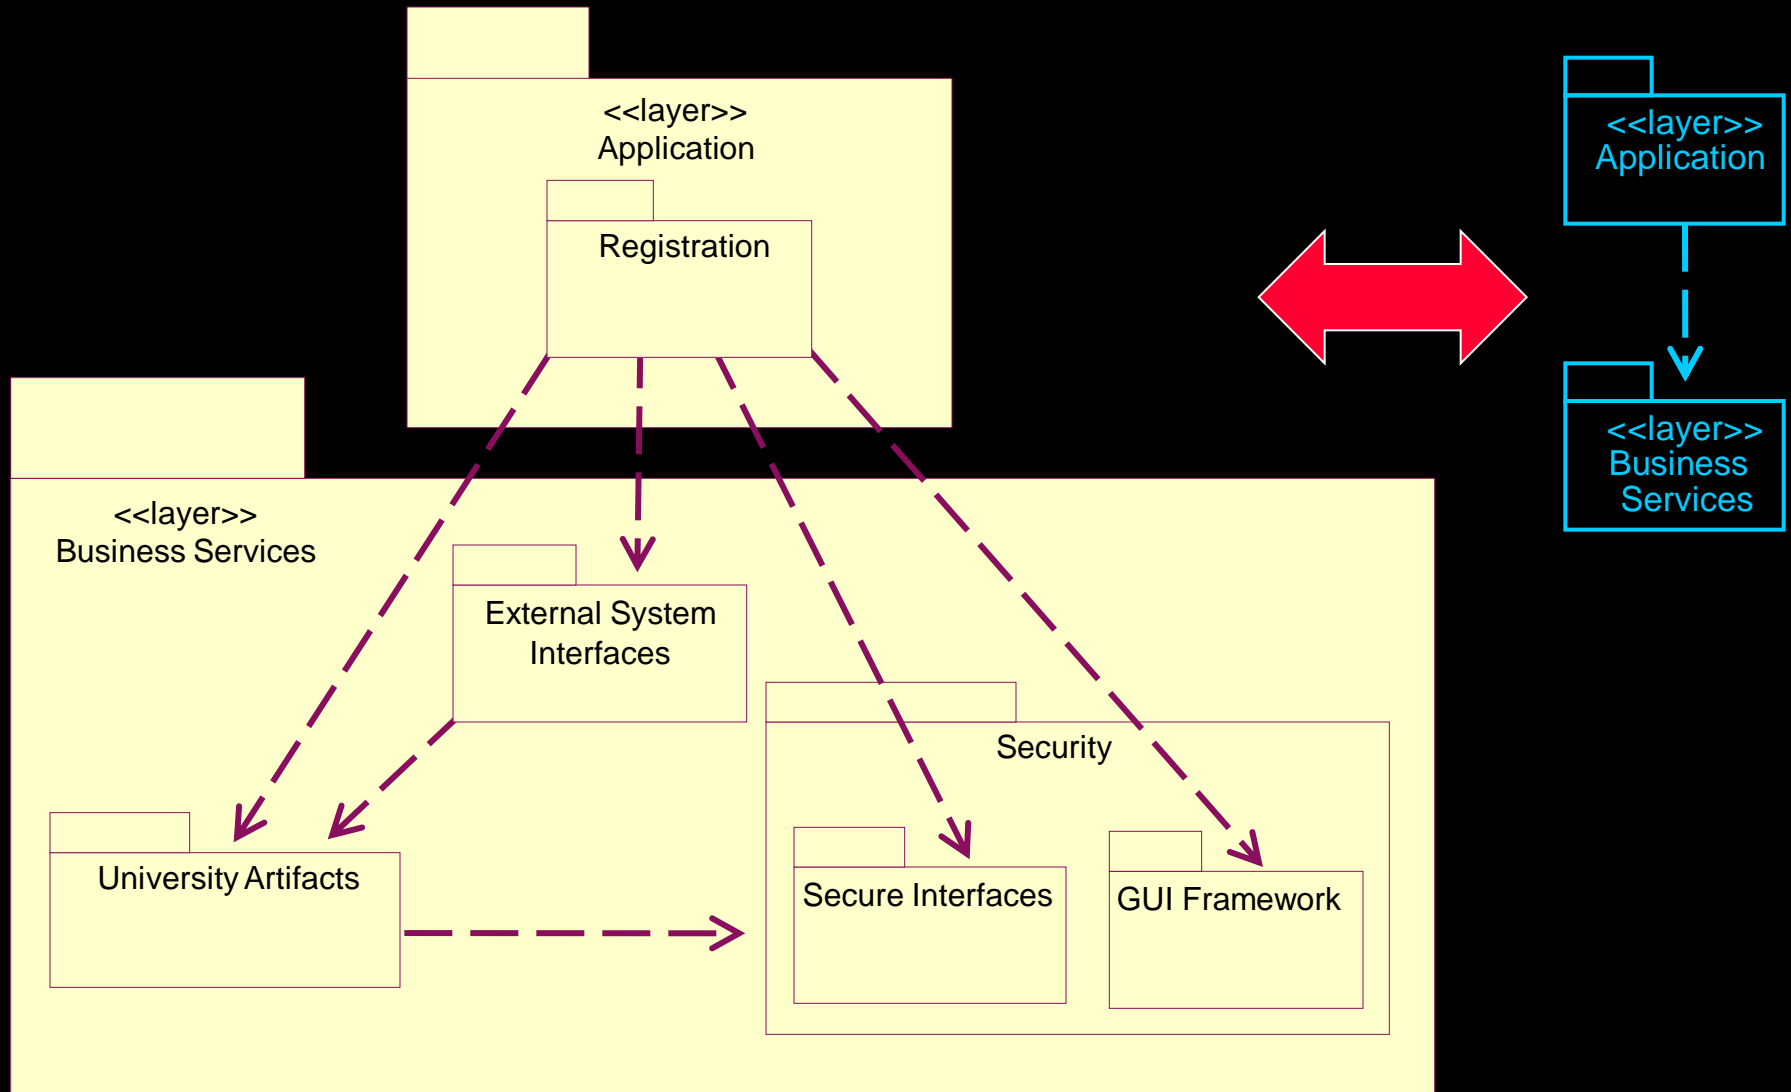 <<layer>>
Application
Registration
<<layer>>
Business Services
External System
Interfaces
Security
University Artifacts
Secure Interfaces
GUI Framework
<<layer>>
Application
<<layer>>
Business
Services